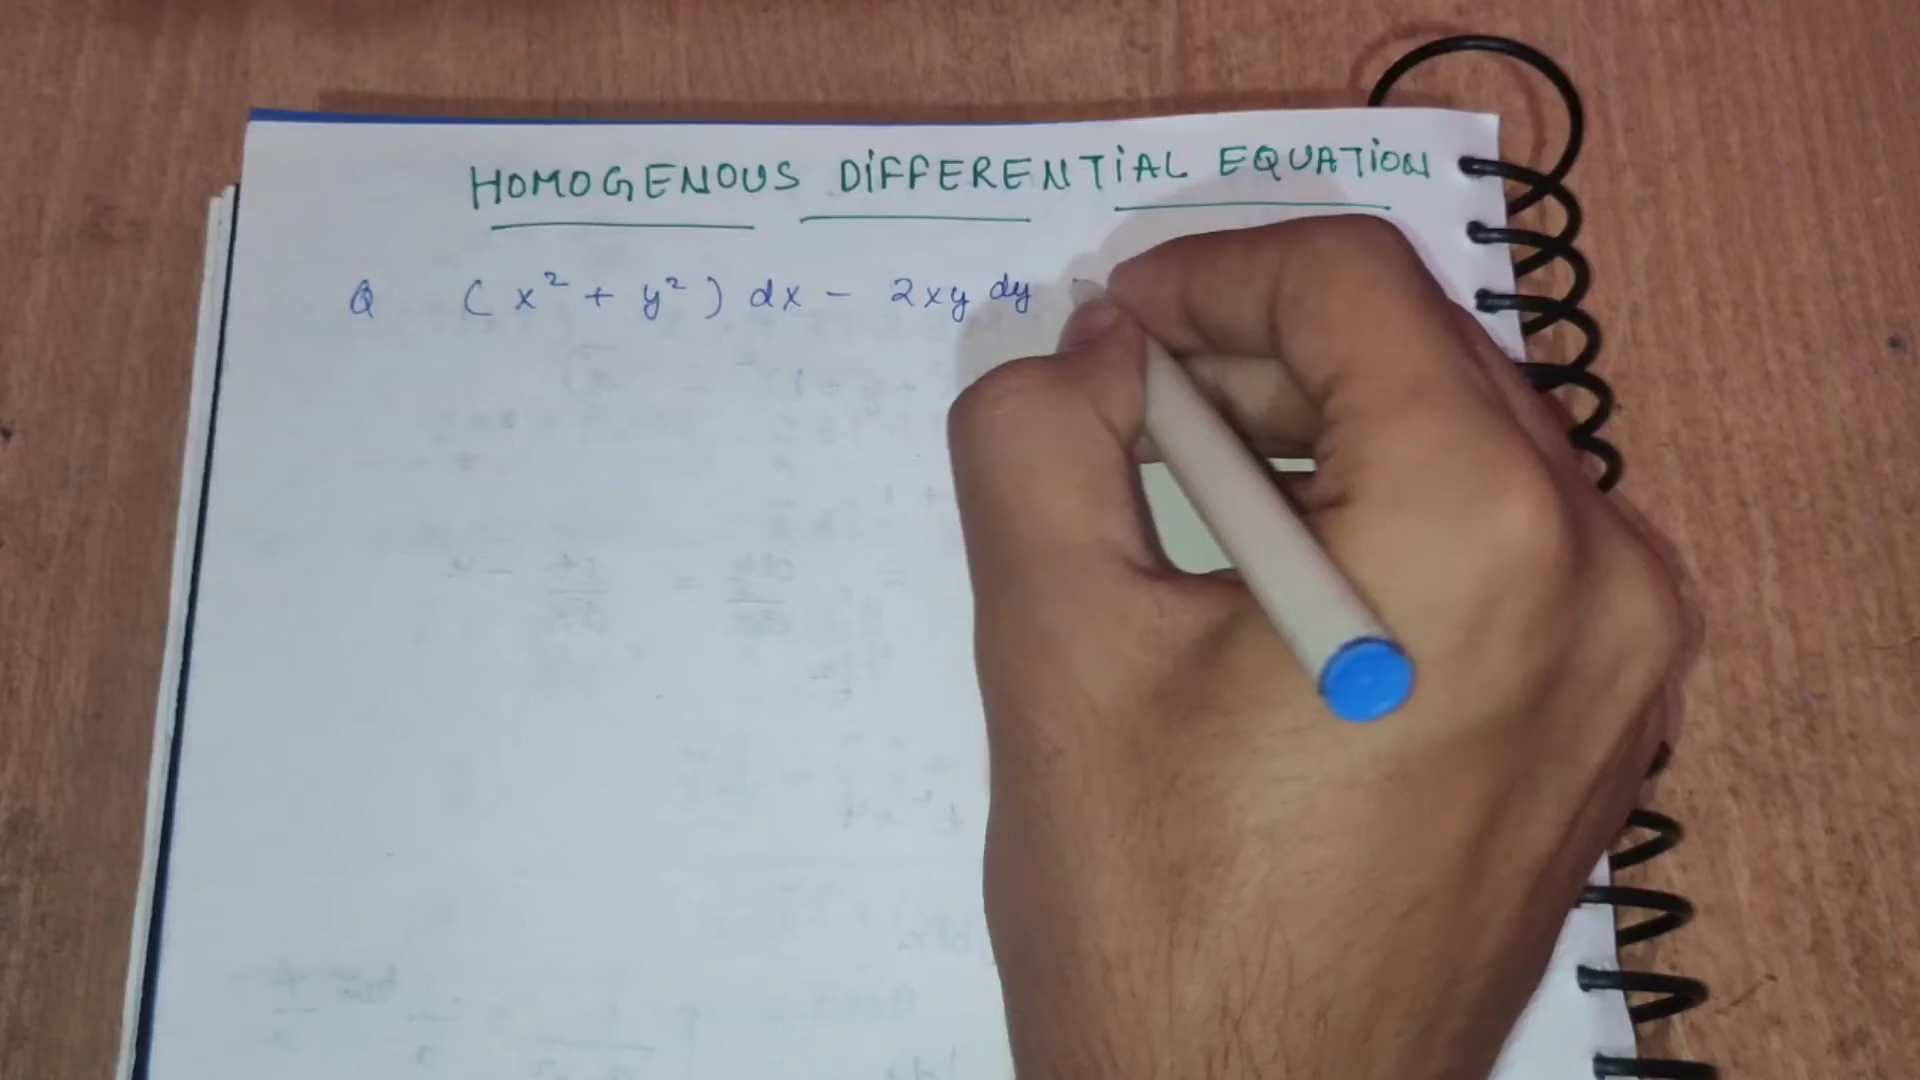 HOMOGENOUS DIFFERENTIAL EQUATION
Q (x² + y²) dx - 2xy dy